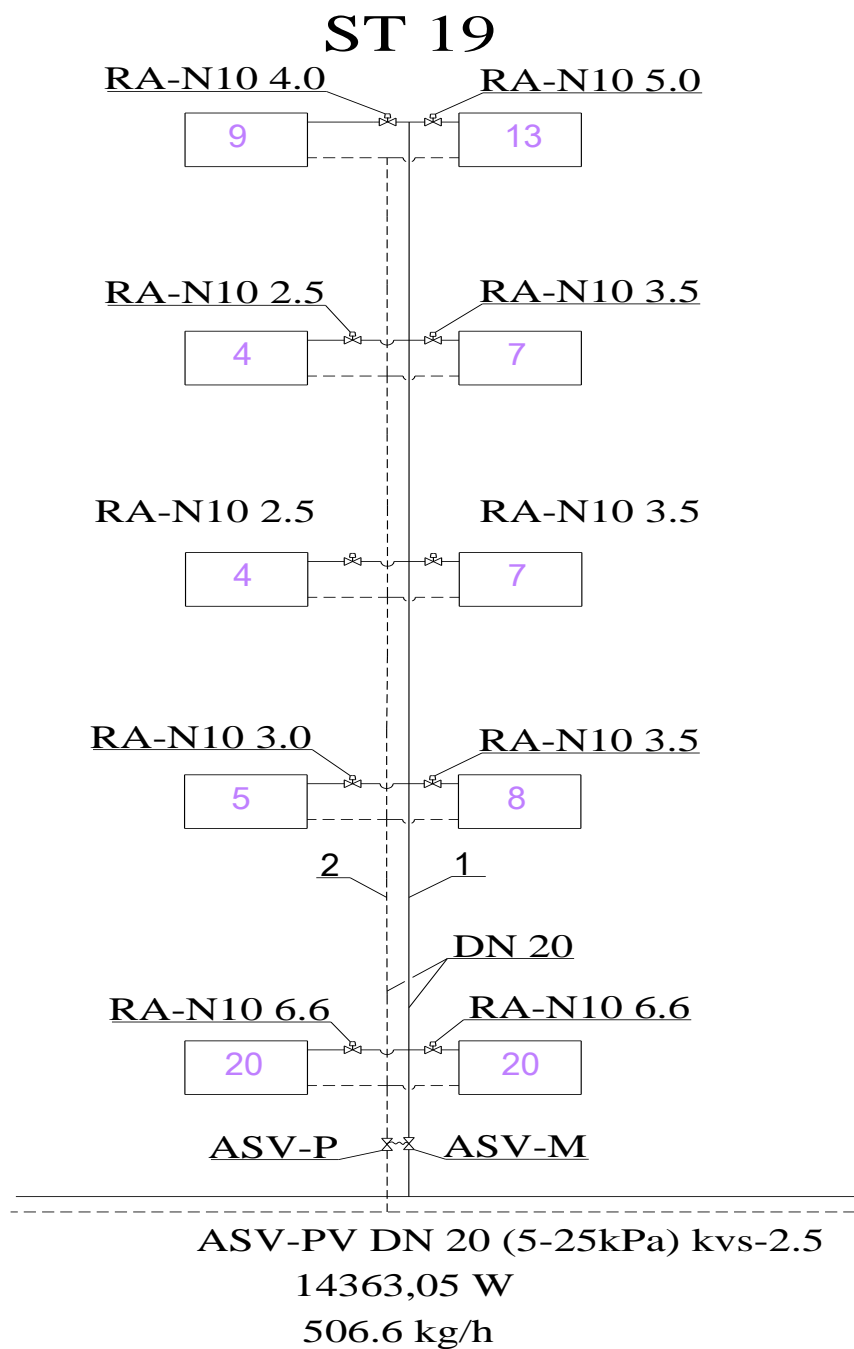 ST 19
RA-N10 4.0 RA-N10 5.0
9 13
RA-N10 2.5 RA-N10 3.5
4 7
RA-N10 2.5 RA-N10 3.5
4 7
RA-N10 3.0 RA-N10 3.5
5 8
2 1
DN 20
RA-N10 6.6 RA-N10 6.6
20 20
ASV-P ASV-M
ASV-PV DN 20 (5-25kPa) kvs-2.5
14363,05 W
506.6 kg/h